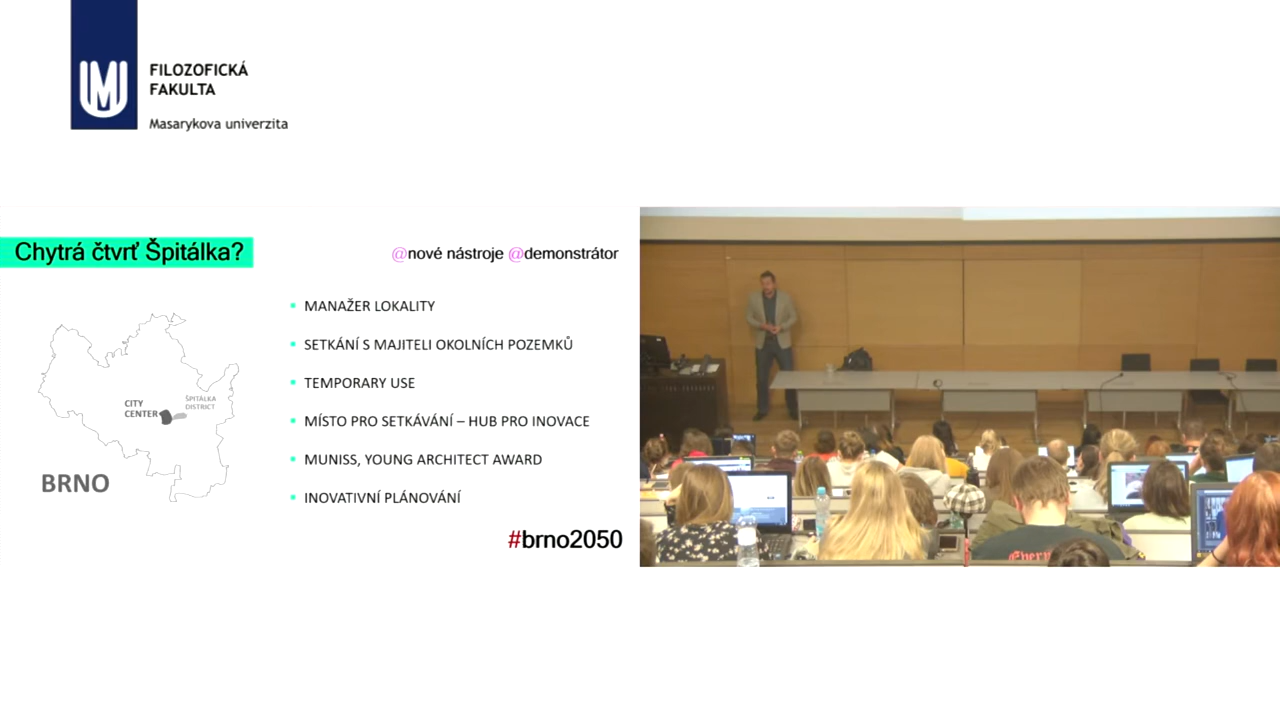 FILOZOFICKÁ
FAKULTA
Masarykova univerzita
Chytrá čtvrť Špitálka?
@nové nástroje @demonstrátor
MANAŽER LOKALITY
SETKÁNÍ S MAJITELI OKOLNÍCH POZEMKŮ
TEMPORARY USE
MÍSTO PRO SETKÁVÁNÍ – HUB PRO INOVACE
MUNISS, YOUNG ARCHITECT AWARD
INOVATIVNÍ PLÁNOVÁNÍ
CITY
CENTER
ŠPITÁLKA
DISTRICT
BRNO
#brno2050